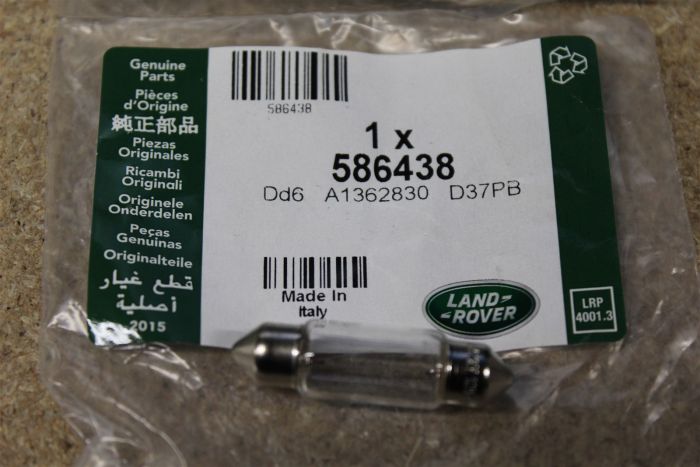 Genuine
Parts
Pièces
d'Origine
純正部品
Piezas
Originales
Ricambi
Originali
Originele
Onderdelen
Peças
Genuinas
Originalteile
قطع غيار
أصلية
2015
586438
1 x
586438
Dd6 A1362830 D37PB
Made In
Italy
LAND
ROVER
LRP
4001.3